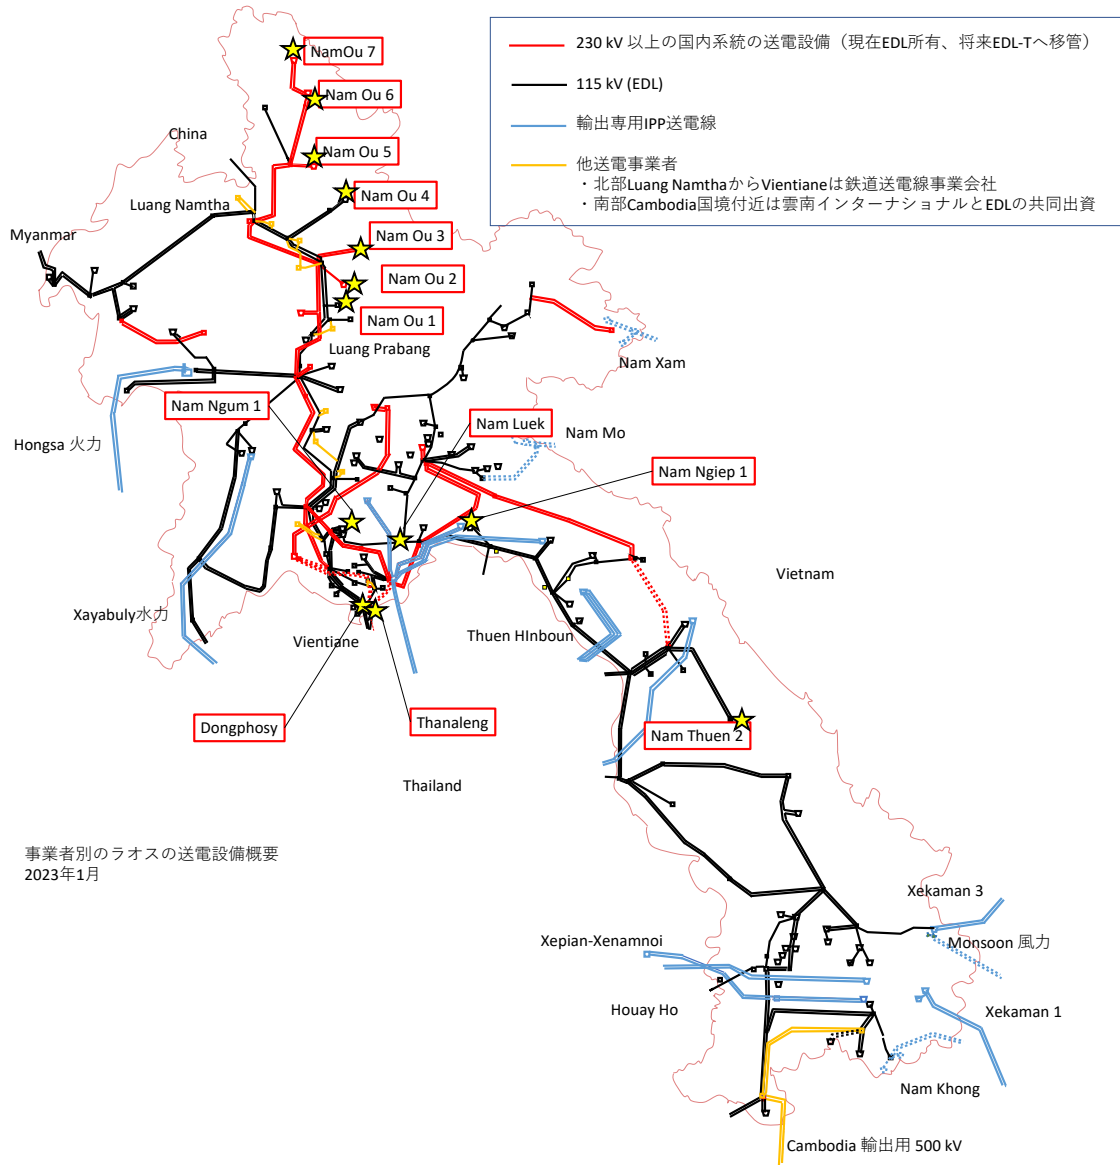 230 kV 以上の国内系統の送電設備（現在EDL所有、将来EDL-Tへ移管）
115 kV (EDL)
輸出専用IPP送電線
他送電事業者
・北部Luang NamthaからVientianeは鉄道送電線事業会社
・南部Cambodia国境付近は雲南インターナショナルとEDLの共同出資
NamOu 7
Nam Ou 6
China
Nam Ou 5
Nam Ou 4
Luang Namtha
Myanmar
Nam Ou 3
Nam Ou 2
Nam Ou 1
Luang Prabang
Nam Xam
Nam Ngum 1
Nam Luek
Hongsa 火力
Nam Mo
Nam Ngiep 1
Vietnam
Xayabuly水力
Vientiane
Thuen HInboun
Dongphosy
Thanaleng
Nam Thuen 2
Thailand
事業者別のラオスの送電設備概要
2023年1月
Xekaman 3
Xepian-Xenamnoi
Monsoon 風力
Houay Ho
Xekaman 1
Nam Khong
Cambodia 輸出用 500 kV